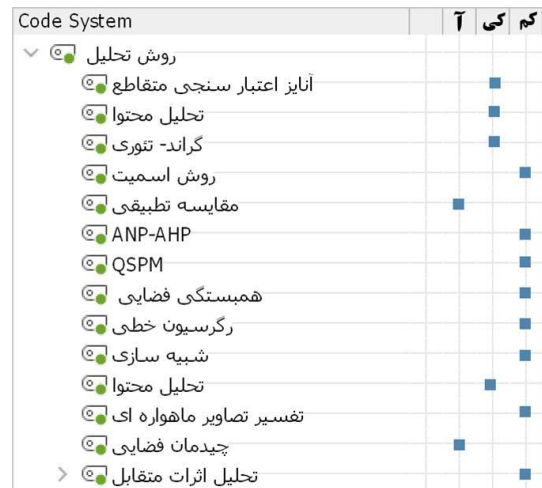 Code System آ کی کم
روش تحلیل
آنایز اعتبار سنجی متقاطع
تحلیل محتوا
گراند- تئوری
روش اسمیت
مقایسه تطبیقی
ANP-AHP
QSPM
همبستگی فضایی
رگرسیون خطی
شبیه سازی
تحلیل محتوا
تفسیر تصاویر ماهواره ای
چیدمان فضایی
تحلیل اثرات متقابل